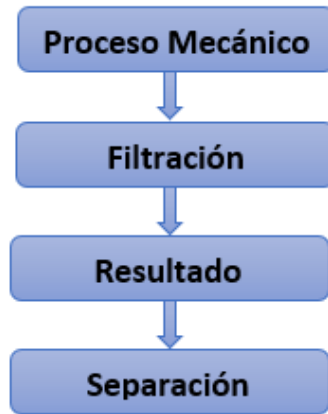 Proceso Mecánico
Filtración
Resultado
Separación